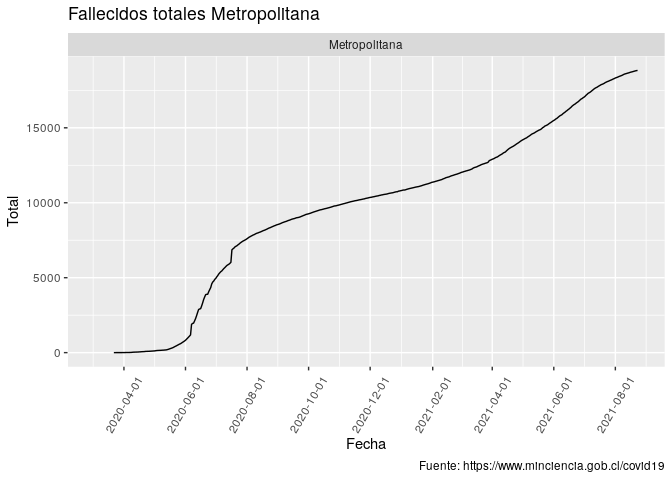 Fallecidos totales Metropolitana
Metropolitana
Total
15000
10000
5000
0
2020-04-01
2020-06-01
2020-08-01
2020-10-01
2020-12-01
2021-02-01
2021-04-01
2021-06-01
2021-08-01
Fecha
Fuente: https://www.minciencia.gob.cl/covid19